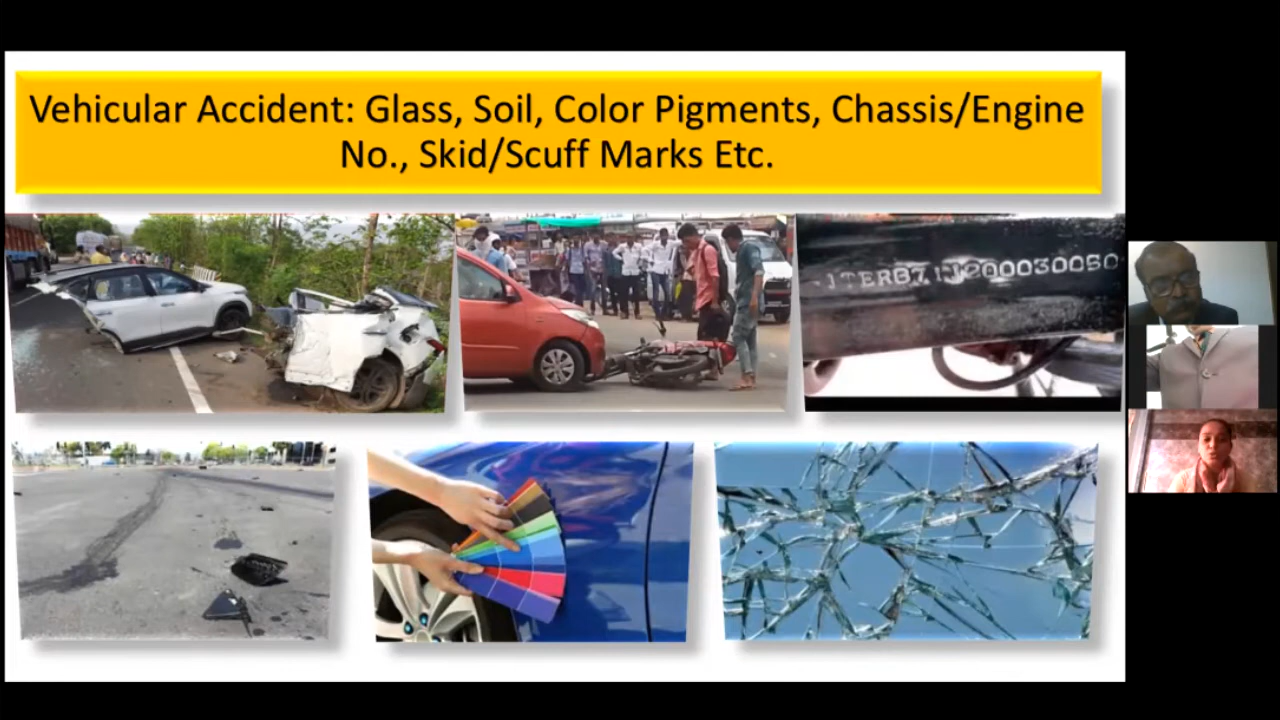 Vehicular Accident: Glass, Soil, Color Pigments, Chassis/Engine
No., Skid/Scuff Marks Etc.